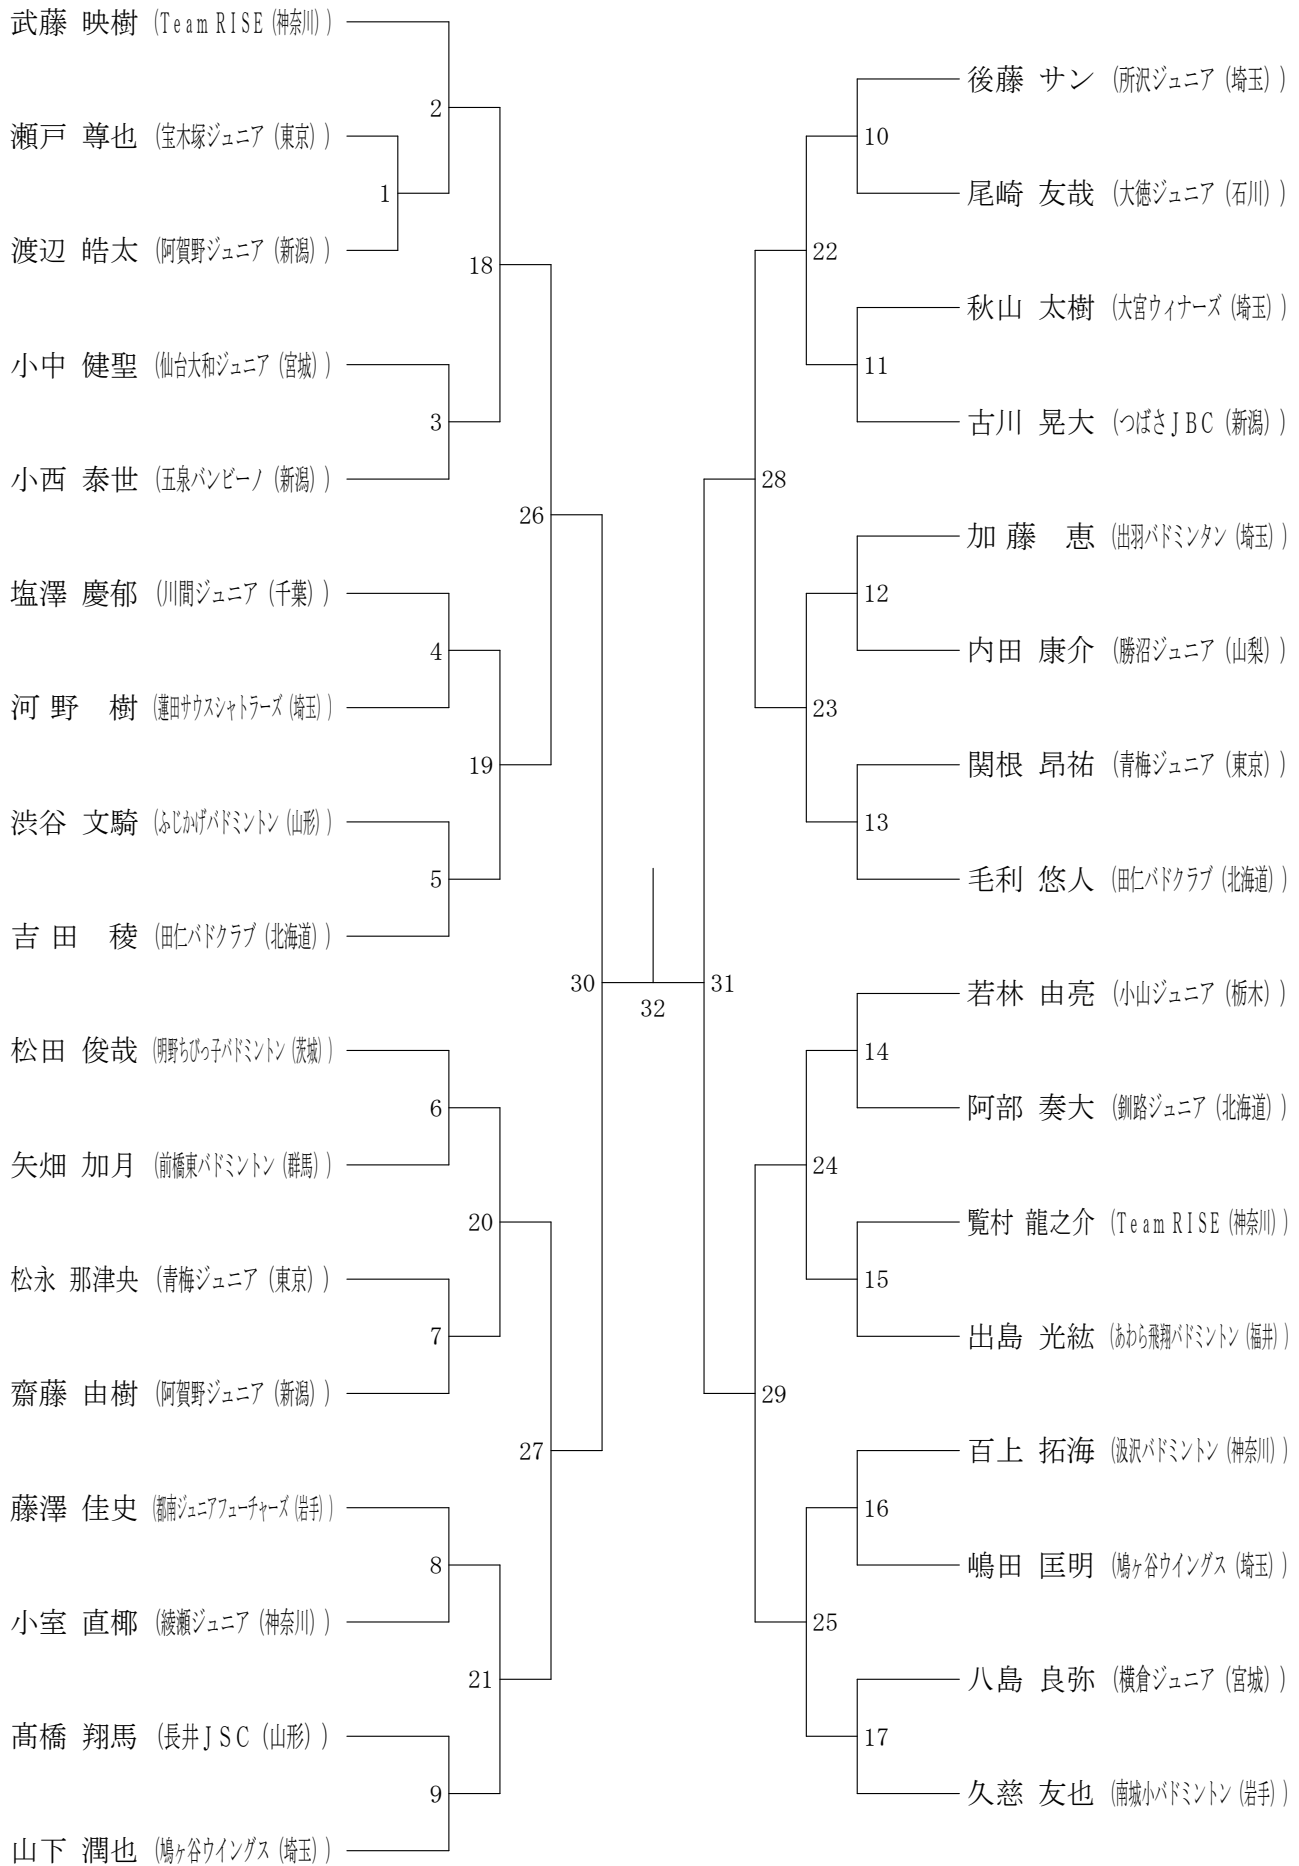 武藤 映樹 (Team RISE (神奈川))
瀬戸 尊也 (宝木塚ジュニア (東京))
渡辺 皓太 (阿賀野ジュニア (新潟))
小中 健聖 (仙台大和ジュニア (宮城))
小西 泰世 (五泉バンビーノ (新潟))
塩澤 慶郁 (川間ジュニア (千葉))
河野 樹 (蓮田サウスシャトラーズ (埼玉))
渋谷 文騎 (ふじかげバドミントン (山形))
吉田 稜 (田仁バドクラブ (北海道))
松田 俊哉 (明野ちびっ子バドミントン (茨城))
矢畑 加月 (前橋東バドミントン (群馬))
松永 那津央 (青梅ジュニア (東京))
齋藤 由樹 (阿賀野ジュニア (新潟))
藤澤 佳史 (都南ジュニアフューチャーズ (岩手))
小室 直椰 (綾瀬ジュニア (神奈川))
髙橋 翔馬 (長井JSC (山形))
山下 潤也 (鳩ヶ谷ウイングス (埼玉))
1
2
3
4
5
6
7
8
9
18
19
20
21
26
27
30
32
31
28
29
22
23
24
25
10
11
12
13
14
15
16
17
後藤 サン (所沢ジュニア (埼玉))
尾崎 友哉 (大徳ジュニア (石川))
秋山 太樹 (大宮ウィナーズ (埼玉))
古川 晃大 (つばさJBC (新潟))
加藤 恵 (出羽バドミンタン (埼玉))
内田 康介 (勝沼ジュニア (山梨))
関根 昂祐 (青梅ジュニア (東京))
毛利 悠人 (田仁バドクラブ (北海道))
若林 由亮 (小山ジュニア (栃木))
阿部 奏大 (釧路ジュニア (北海道))
覧村 龍之介 (Team RISE (神奈川))
出島 光紘 (あわら飛翔バドミントン (福井))
百上 拓海 (汲沢バドミントン (神奈川))
嶋田 匡明 (鳩ヶ谷ウイングス (埼玉))
八島 良弥 (横倉ジュニア (宮城))
久慈 友也 (南城小バドミントン (岩手))